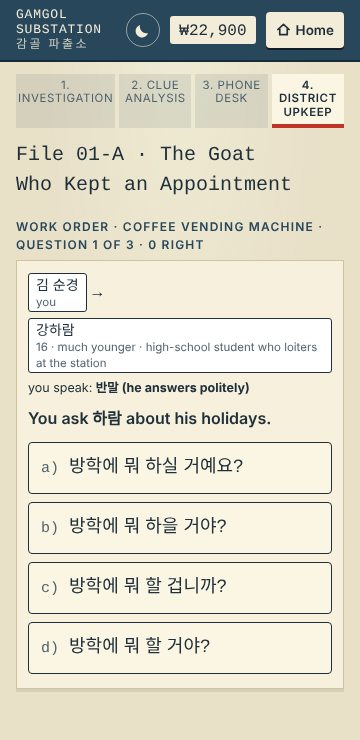 GAMGOL
SUBSTATION
감골 파출소
₩22,900
Home
1.
INVESTIGATION
2. CLUE
ANALYSIS
3. PHONE
DESK
4.
DISTRICT
UPKEEP
File 01-A · The Goat
Who Kept an Appointment
WORK ORDER · COFFEE VENDING MACHINE ·
QUESTION 1 OF 3 · 0 RIGHT
김 순경
you
→
강하람
16 · much younger · high-school student who loiters
at the station
you speak: 반말 (he answers politely)
You ask 하람 about his holidays.
a) 방학에 뭐 하실 거예요?
b) 방학에 뭐 하을 거야?
c) 방학에 뭐 할 겁니까?
d) 방학에 뭐 할 거야?